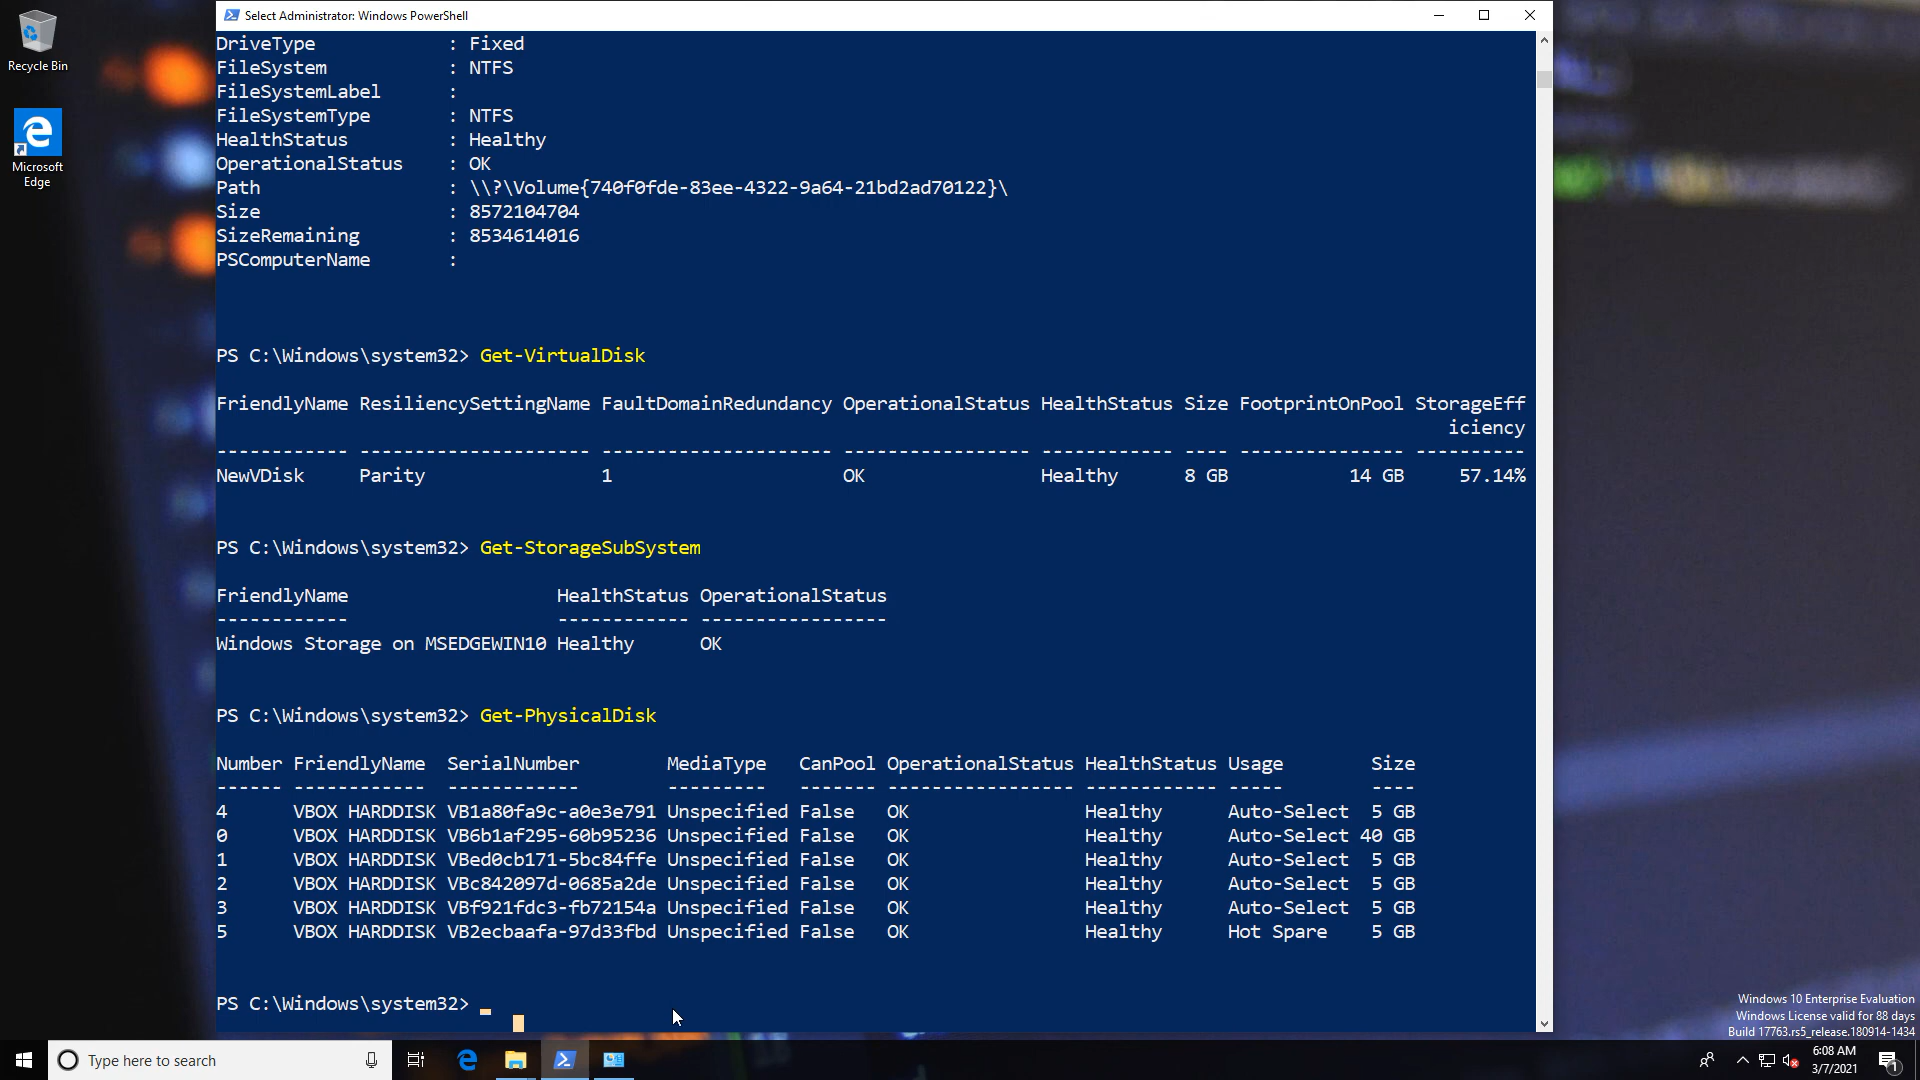 Recycle Bin
Microsoft
Edge
Select Administrator: Windows PowerShell
DriveType : Fixed
FileSystem : NTFS
FileSystemLabel :
FileSystemType : NTFS
HealthStatus : Healthy
OperationalStatus : OK
Path : \\?\Volume{740f0fde-83ee-4322-9a64-21bd2ad70122}\
Size : 8572104704
SizeRemaining : 8534614016
PSComputerName :
PS C:\Windows\system32> Get-VirtualDisk
FriendlyName ResiliencySettingName FaultDomainRedundancy OperationalStatus HealthStatus Size FootprintOnPool StorageEff
iciency
------------ --------------------- --------------------- ----------------- ------------ ---- --------------- ----------
NewVDisk Parity 1 OK Healthy 8 GB 14 GB 57.14%
PS C:\Windows\system32> Get-StorageSubSystem
FriendlyName HealthStatus OperationalStatus
------------ ------------ -----------------
Windows Storage on MSEDGEWIN10 Healthy OK
PS C:\Windows\system32> Get-PhysicalDisk
Number FriendlyName SerialNumber MediaType CanPool OperationalStatus HealthStatus Usage Size
------ ------------ ------------ --------- ------- ----------------- ------------ ----- ----
4 VBOX HARDDISK VB1a80fa9c-a0e3e791 Unspecified False OK Healthy Auto-Select 5 GB
0 VBOX HARDDISK VB6b1af295-60b95236 Unspecified False OK Healthy Auto-Select 40 GB
1 VBOX HARDDISK VBed0cb171-5bc84ffe Unspecified False OK Healthy Auto-Select 5 GB
2 VBOX HARDDISK VBc842097d-0685a2de Unspecified False OK Healthy Auto-Select 5 GB
3 VBOX HARDDISK VBf921fdc3-fb72154a Unspecified False OK Healthy Auto-Select 5 GB
5 VBOX HARDDISK VB2ecbaafa-97d33fbd Unspecified False OK Healthy Hot Spare 5 GB
PS C:\Windows\system32>
Windows 10 Enterprise Evaluation
Windows License valid for 88 days
Build 17763.rs5_release.180914-1434
Type here to search
6:08 AM
3/7/2021
1